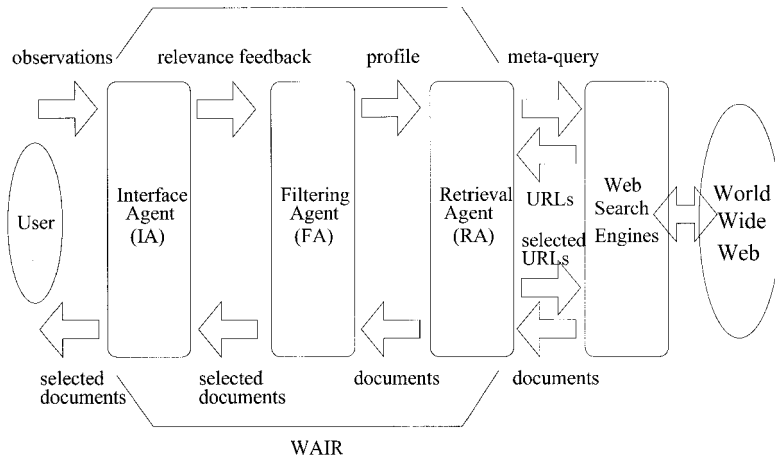 observations
relevance feedback
profile
meta-query
User
Interface
Agent
(IA)
Filtering
Agent
(FA)
Retrieval
Agent
(RA)
URLs
selected
URLs
Web
Search
Engines
World
Wide
Web
selected
documents
selected
documents
documents
documents
WAIR